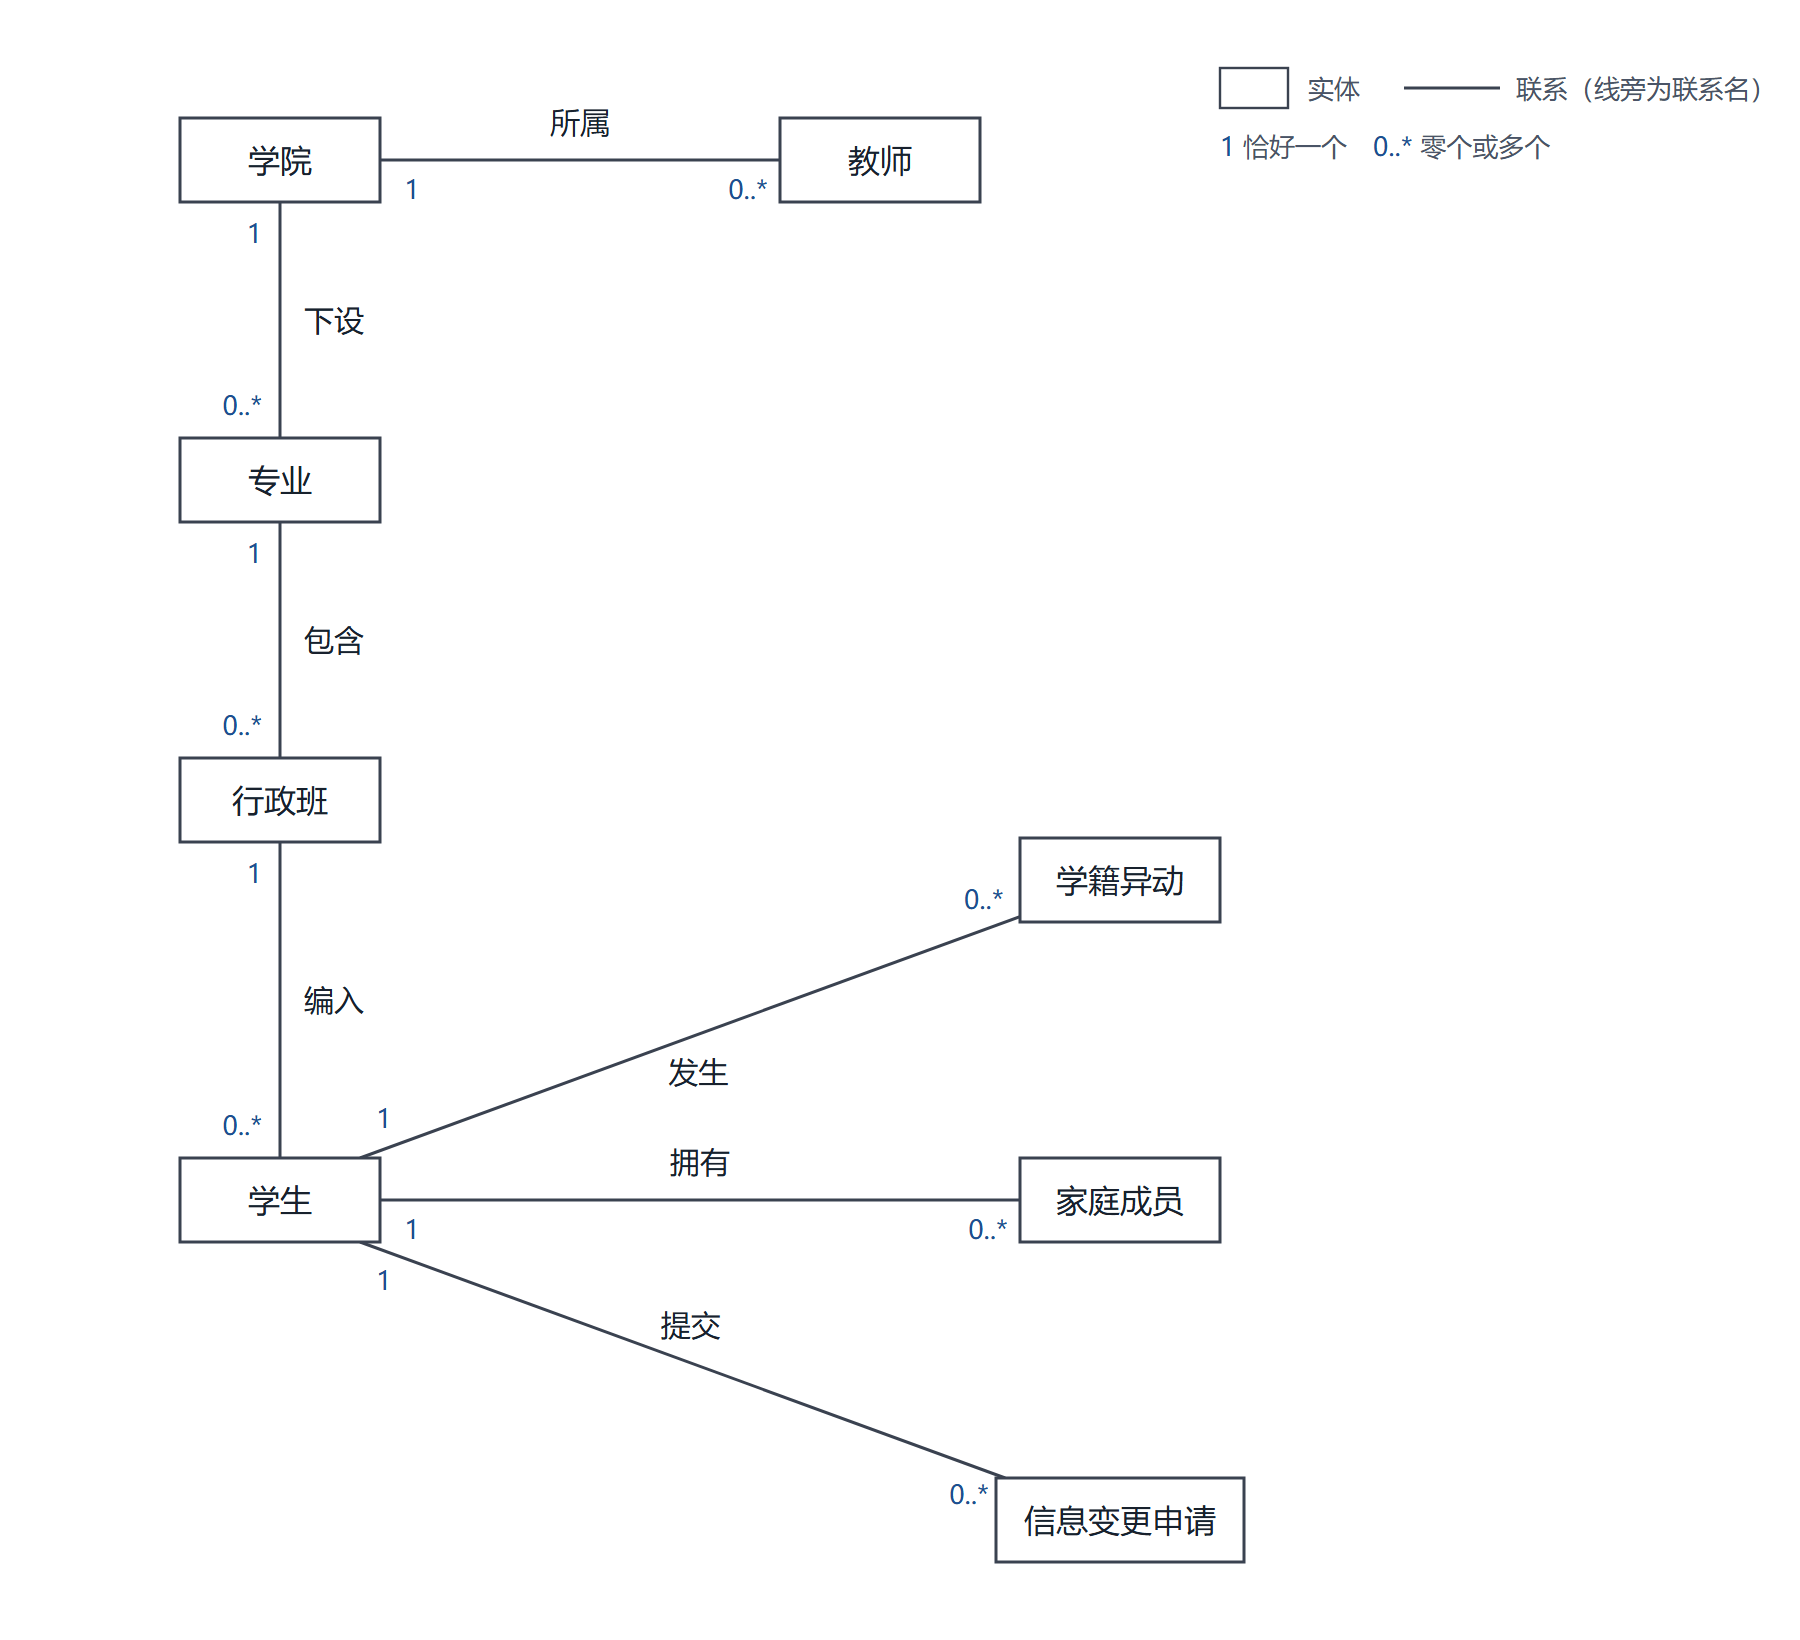 实体
联系（线旁为联系名）
1 恰好一个
0..* 零个或多个
所属
学院
教师
1
0..*
1
下设
0..*
专业
1
包含
0..*
行政班
1
学籍异动
0..*
编入
发生
1
0..*
拥有
学生
家庭成员
1
0..*
1
提交
0..*
信息变更申请